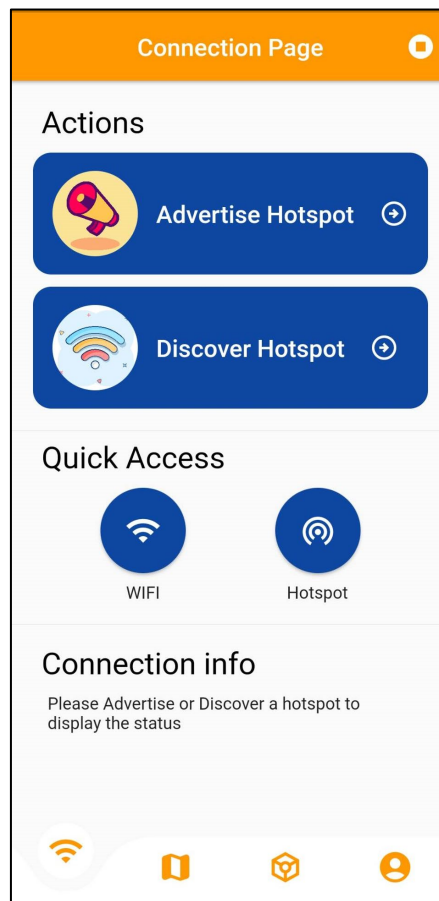 Connection Page
Actions
Advertise Hotspot
Discover Hotspot
Quick Access
WIFI
Hotspot
Connection info
Please Advertise or Discover a hotspot to
display the status